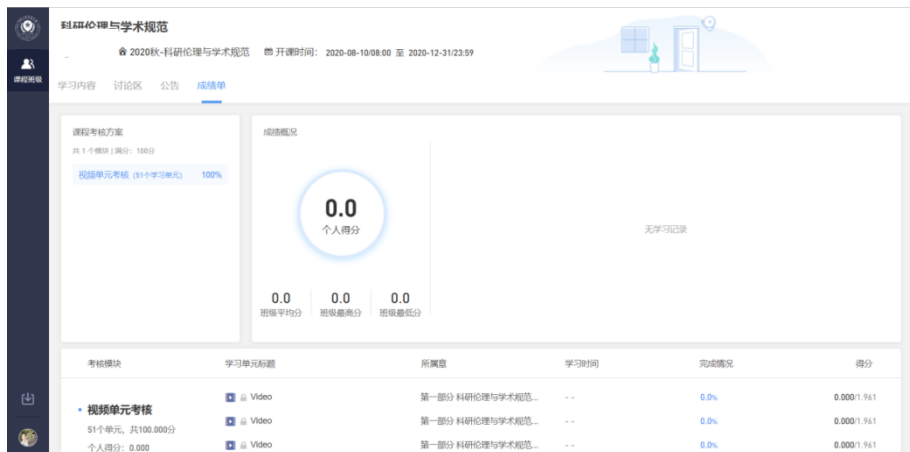 科研伦理与学术规范
2020秋-科研伦理与学术规范 开课时间： 2020-08-10/08:00 至 2020-12-31/23:59
课程班级
学习内容 讨论区 公告 成绩单
课程考核方案
共 1 个模块 | 满分：100分
视频单元考核 (51个学习单元) 100%
成绩概况
0.0
个人得分
无学习记录
0.0 0.0 0.0
班级平均分 班级最高分 班级最低分
考核模块 学习单元标题 所属章 学习时间 完成情况 得分
Video 第一部分 科研伦理与学术规范... - - 0.0% 0.000/1.961
视频单元考核
Video 第一部分 科研伦理与学术规范... - - 0.0% 0.000/1.961
51个单元，共100.000分
个人得分：0.000
Video 第一部分 科研伦理与学术规范... - - 0.0% 0.000/1.961